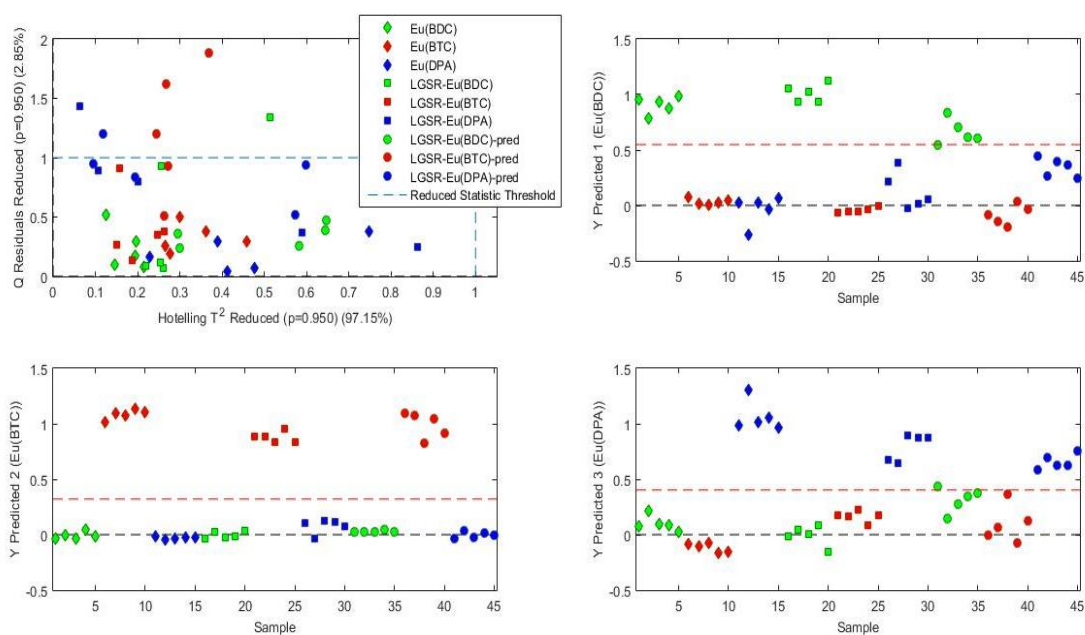 Q Residuals Reduced (p=0.950) (2.85%)
2
1.5
1
0.5
0
0 0.1 0.2 0.3 0.4 0.5 0.6 0.7 0.8 0.9 1
Hotelling T² Reduced (p=0.950) (97.15%)
Eu(BDC)
Eu(BTC)
Eu(DPA)
LGSR-Eu(BDC)
LGSR-Eu(BTC)
LGSR-Eu(DPA)
LGSR-Eu(BDC)-pred
LGSR-Eu(BTC)-pred
LGSR-Eu(DPA)-pred
Reduced Statistic Threshold
Y Predicted 1 (Eu(BDC))
1.5
1
0.5
0
-0.5
5 10 15 20 25 30 35 40 45
Sample
Y Predicted 2 (Eu(BTC))
1.5
1
0.5
0
-0.5
5 10 15 20 25 30 35 40 45
Sample
Y Predicted 3 (Eu(DPA))
1.5
1
0.5
0
-0.5
5 10 15 20 25 30 35 40 45
Sample